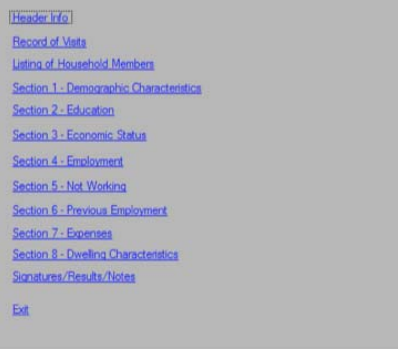 Header Info
Record of Visits
Listing of Household Members
Section 1 - Demographic Characteristics
Section 2 - Education
Section 3 - Economic Status
Section 4 - Employment
Section 5 - Not Working
Section 6 - Previous Employment
Section 7 - Expenses
Section 8 - Dwelling Characteristics
Signatures/Results/Notes
Exit